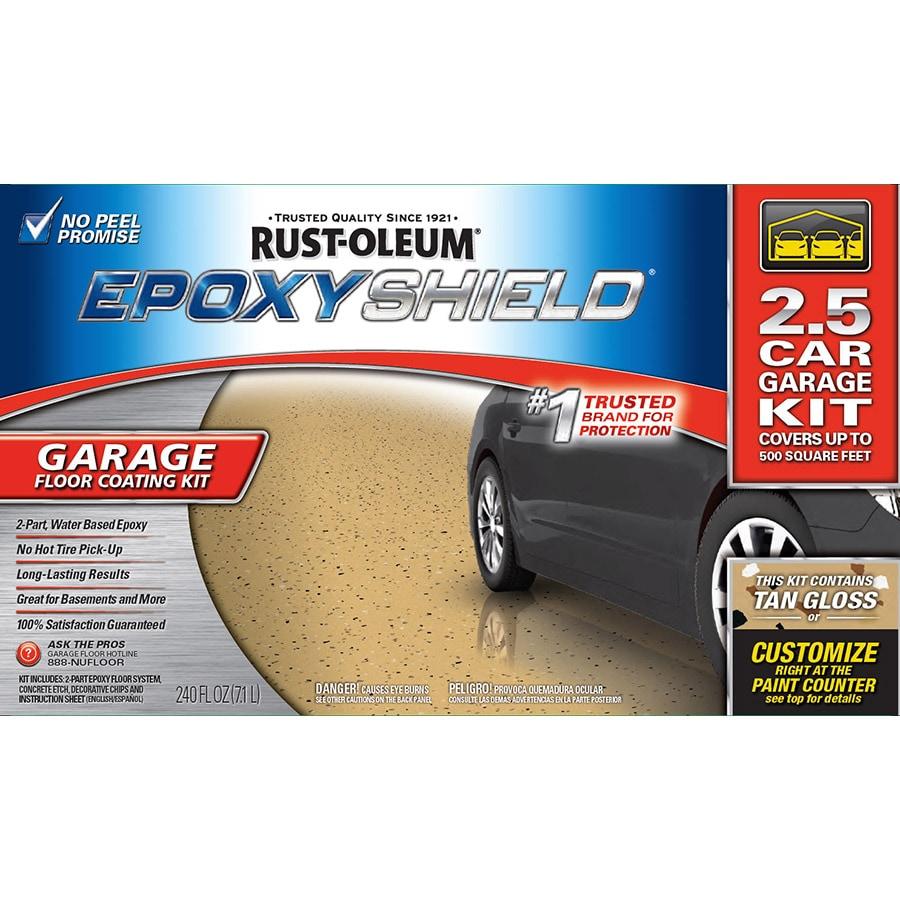 NO PEEL
PROMISE
•TRUSTED QUALITY SINCE 1921•
RUST-OLEUM®
EPOXYSHIELD®
2.5
CAR
GARAGE
KIT
COVERS UP TO
500 SQUARE FEET
#1 TRUSTED
BRAND FOR
PROTECTION
GARAGE
FLOOR COATING KIT
2-Part, Water Based Epoxy
No Hot Tire Pick-Up
Long-Lasting Results
Great for Basements and More
100% Satisfaction Guaranteed
? ASK THE PROS
GARAGE FLOOR HOTLINE
888-NUFLOOR
KIT INCLUDES: 2-PART EPOXY FLOOR SYSTEM,
CONCRETE ETCH, DECORATIVE CHIPS AND
INSTRUCTION SHEET (ENGLISH/ESPAÑOL)
240 FL OZ (7.1 L)
DANGER! CAUSES EYE BURNS
SEE OTHER CAUTIONS ON THE BACK PANEL
PELIGRO! PROVOCA QUEMADURA OCULAR
CONSULTE LAS DEMAS ADVERTENCIAS EN LA PARTE POSTERIOR
THIS KIT CONTAINS
TAN GLOSS
or
CUSTOMIZE
RIGHT AT THE
PAINT COUNTER
see top for details